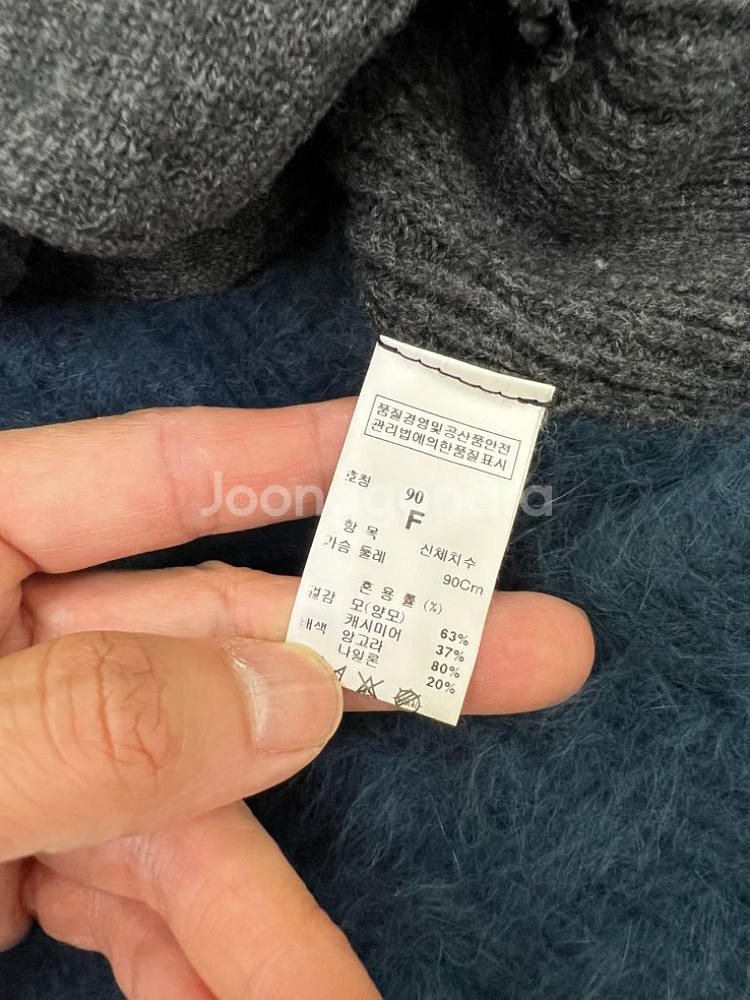 품질경영및공산품안전
관리법에의한품질표시
호칭 90
F
항 목 신체치수
가슴 둘레 90Cm
혼 용 률 (%)
겉감 모(양모) 63%
캐시미어 37%
배색 앙고라 80%
나일론 20%
Joonggonara